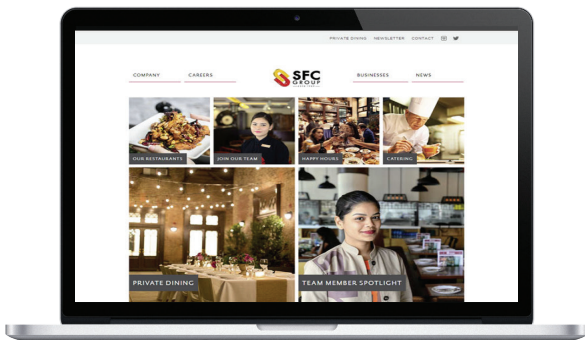 PRIVATE DINING NEWSLETTER CONTACT
COMPANY CAREERS SFC BUSINESSES NEWS
GROUP
OUR RESTAURANTS JOIN OUR TEAM HAPPY HOURS CATERING
PRIVATE DINING TEAM MEMBER SPOTLIGHT